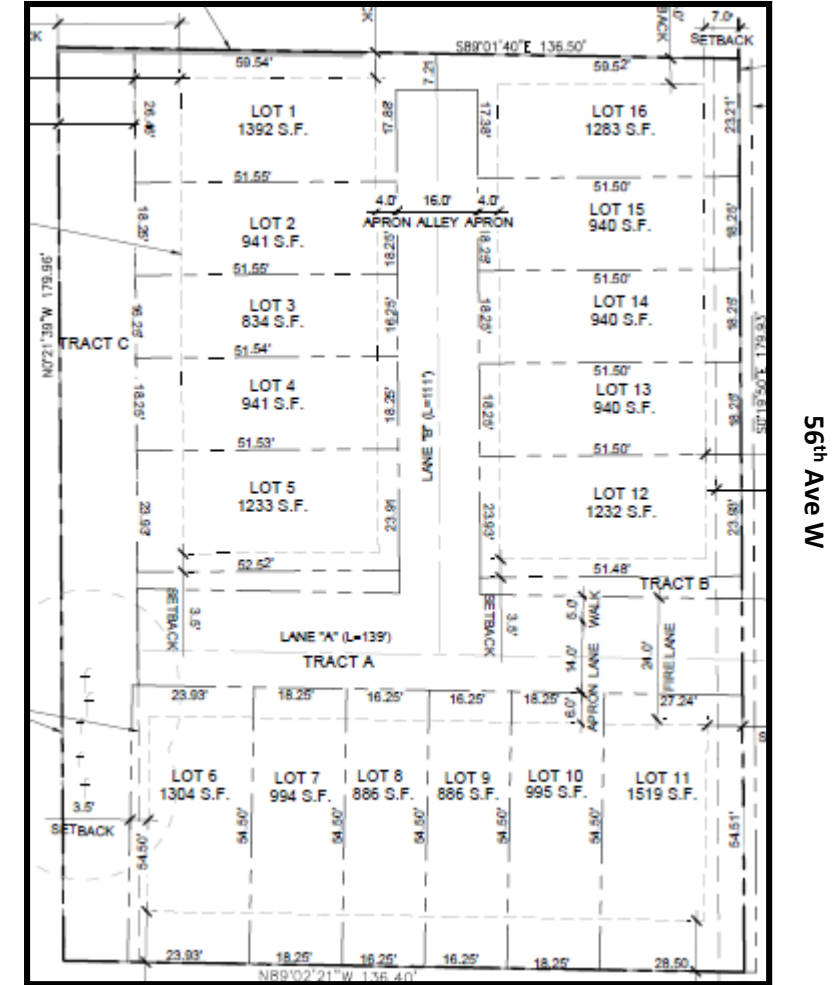 7.0'
SETBACK
BACK
S89°01'40"E 136.50'
59.54'
7.21
59.52'
LOT 1
1392 S.F.
26.46'
17.88'
17.38'
LOT 16
1283 S.F.
23.21'
51.55'
51.50'
4.0' 16.0' 4.0'
APRON ALLEY APRON
LOT 2
941 S.F.
18.25'
18.25'
18.25'
LOT 15
940 S.F.
18.25'
51.55'
51.50'
LOT 3
834 S.F.
16.25'
16.25'
18.25'
LOT 14
940 S.F.
18.25'
N0°21'39"W 179.96'
TRACT C
51.54'
51.50'
LOT 4
941 S.F.
18.25'
18.25'
LANE "B" (L=111')
18.25'
LOT 13
940 S.F.
18.25'
51.53'
51.50'
LOT 5
1233 S.F.
23.93'
23.91
23.93'
LOT 12
1232 S.F.
23.93'
56th Ave W
52.52'
51.48'
TRACT B
SETBACK
3.5'
SETBACK
3.5'
5.0'
WALK
LANE "A" (L=139')
TRACT A
14.0'
LANE
24.0'
FIRE LANE
6.0'
APRON
23.93' 18.25' 16.25' 16.25' 18.25' 27.24'
LOT 6
1304 S.F.
LOT 7
994 S.F.
LOT 8
886 S.F.
LOT 9
886 S.F.
LOT 10
995 S.F.
LOT 11
1519 S.F.
3.5'
SETBACK
54.50'
54.50'
54.50'
54.50'
54.50'
54.51'
23.93' 18.25' 16.25' 16.25' 18.25' 28.50
N89°02'21"W 136.40'